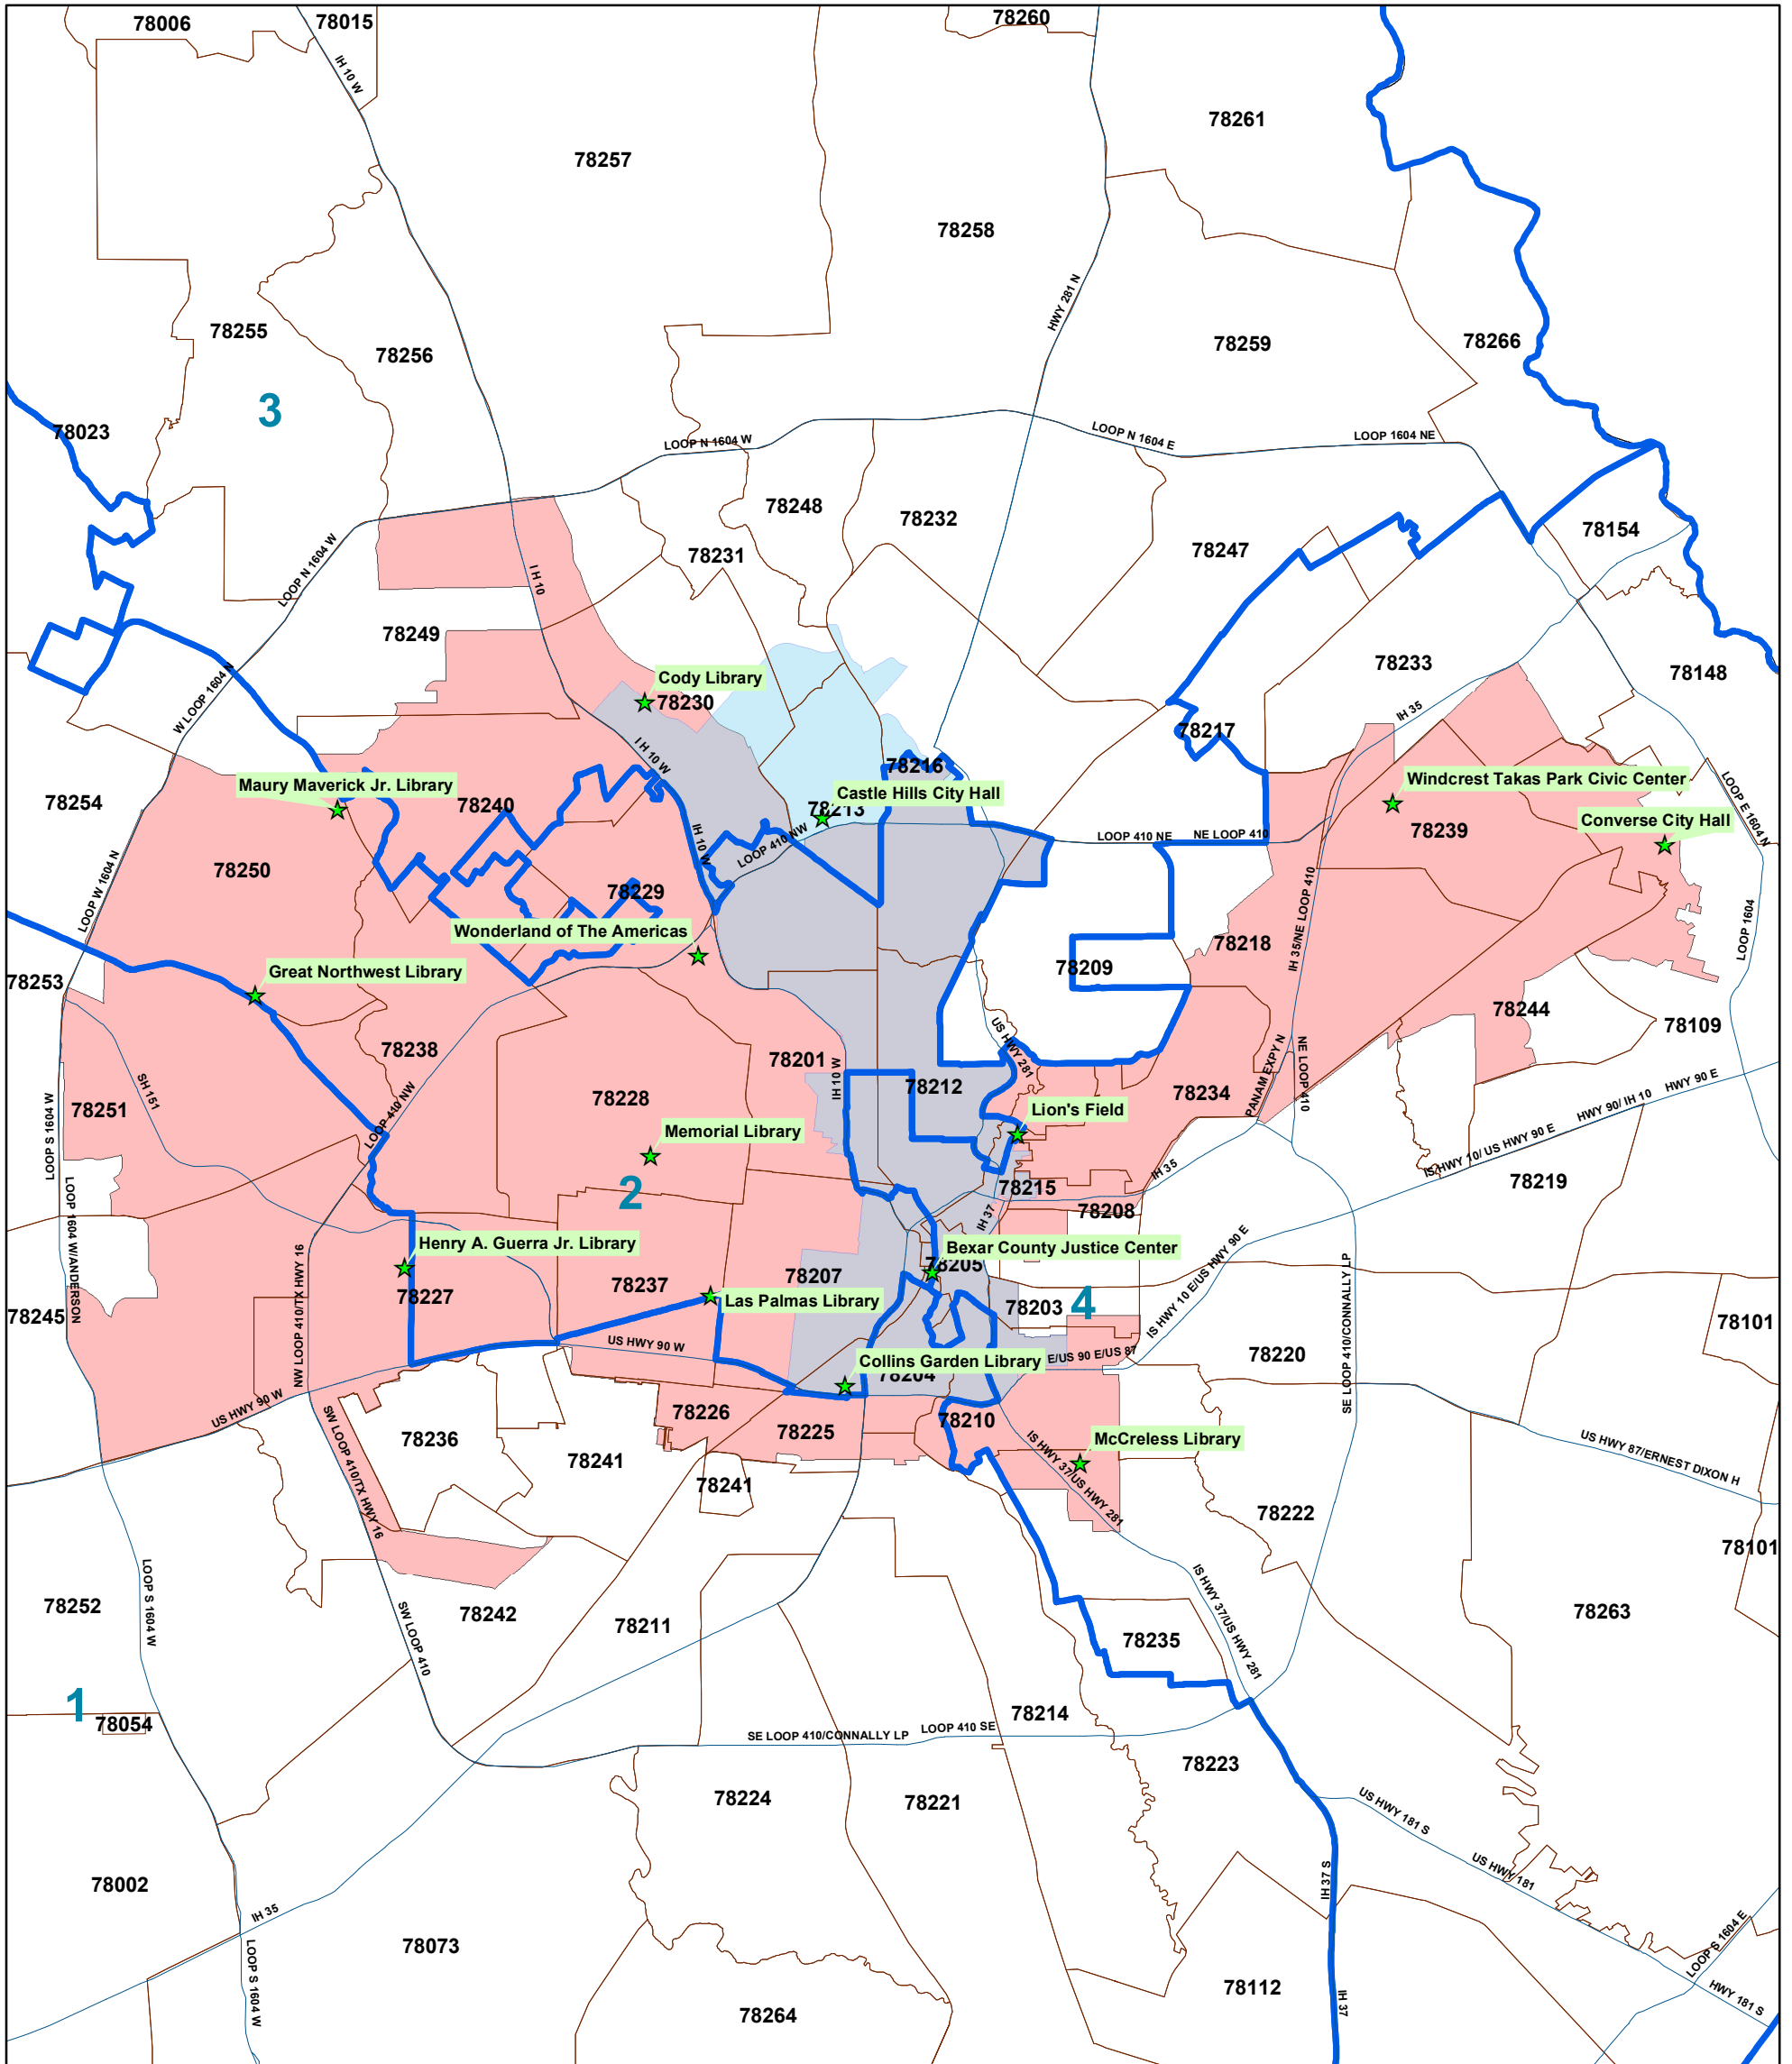 78006
78015
78260
IH 10 W
78261
78257
78258
HWY 281 N
78255
78256
78259
78266
3
78023
LOOP N 1604 W
LOOP N 1604 E
LOOP 1604 NE
78248
78232
78231
78247
78154
LOOP N 1604 W
I H 10
78249
78233
78148
W LOOP 1604 N
Cody Library
78230
IH 35
78217
I H 10 W
78216
Maury Maverick Jr. Library
Castle Hills City Hall
Windcrest Takas Park Civic Center
78254
78240
78213
LOOP E 1604 N
Converse City Hall
78239
IH 10 W
LOOP 410 NW
LOOP 410 NE
NE LOOP 410
78250
78229
LOOP W 1604 N
Wonderland of The Americas
78218
IH 35/NE LOOP 410
LOOP 1604
78253
Great Northwest Library
78209
78244
78109
US HWY 281
78238
78201
IH 10 W
PANAM EXPY N
NE LOOP 410
SH 151
78212
78234
HWY 90/ IH 10
HWY 90 E
78251
LOOP S 1604 W
LOOP 410 NW
78228
Lion's Field
Memorial Library
IS HWY 10/ US HWY 90 E
IH 35
78219
2
78215
LOOP 1604 W/ANDERSON
78208
IH 37
Henry A. Guerra Jr. Library
Bexar County Justice Center
78205
NW LOOP 410/TX HWY 16
78237
78207
78227
Las Palmas Library
78203
4
IS HWY 10 E/US HWY 90 E
SE LOOP 410/CONNALLY LP
78245
78101
US HWY 90 W
E/US 90 E/US 87
78220
Collins Garden Library
78204
US HWY 90 W
78226
78225
78210
78236
SW LOOP 410/TX HWY 16
McCreless Library
IS HWY 37/US HWY 281
US HWY 87/ERNEST DIXON H
78241
78241
78222
78101
LOOP S 1604 W
78252
78242
78211
SW LOOP 410
78235
IS HWY 37/US HWY 281
78263
1
78054
78214
SE LOOP 410/CONNALLY LP
LOOP 410 SE
78223
78224
78221
US HWY 181 S
US HWY 181
78002
IH 37 S
IH 35
78073
LOOP S 1604 W
LOOP S 1604 E
78112
HWY 181 S
78264
IH 37